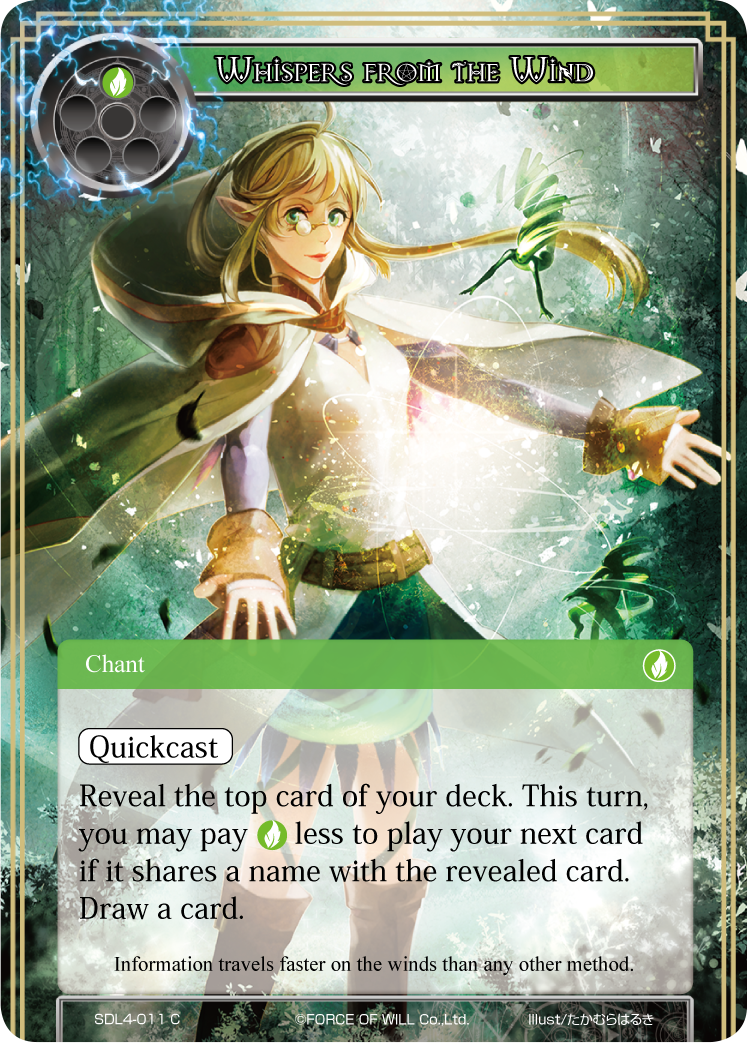 Whispers from the Wind
Chant
Quickcast
Reveal the top card of your deck. This turn,
you may pay less to play your next card
if it shares a name with the revealed card.
Draw a card.
Information travels faster on the winds than any other method.
SDL4-011 C ©FORCE OF WILL Co.,Ltd. Illust/たかむらはるき